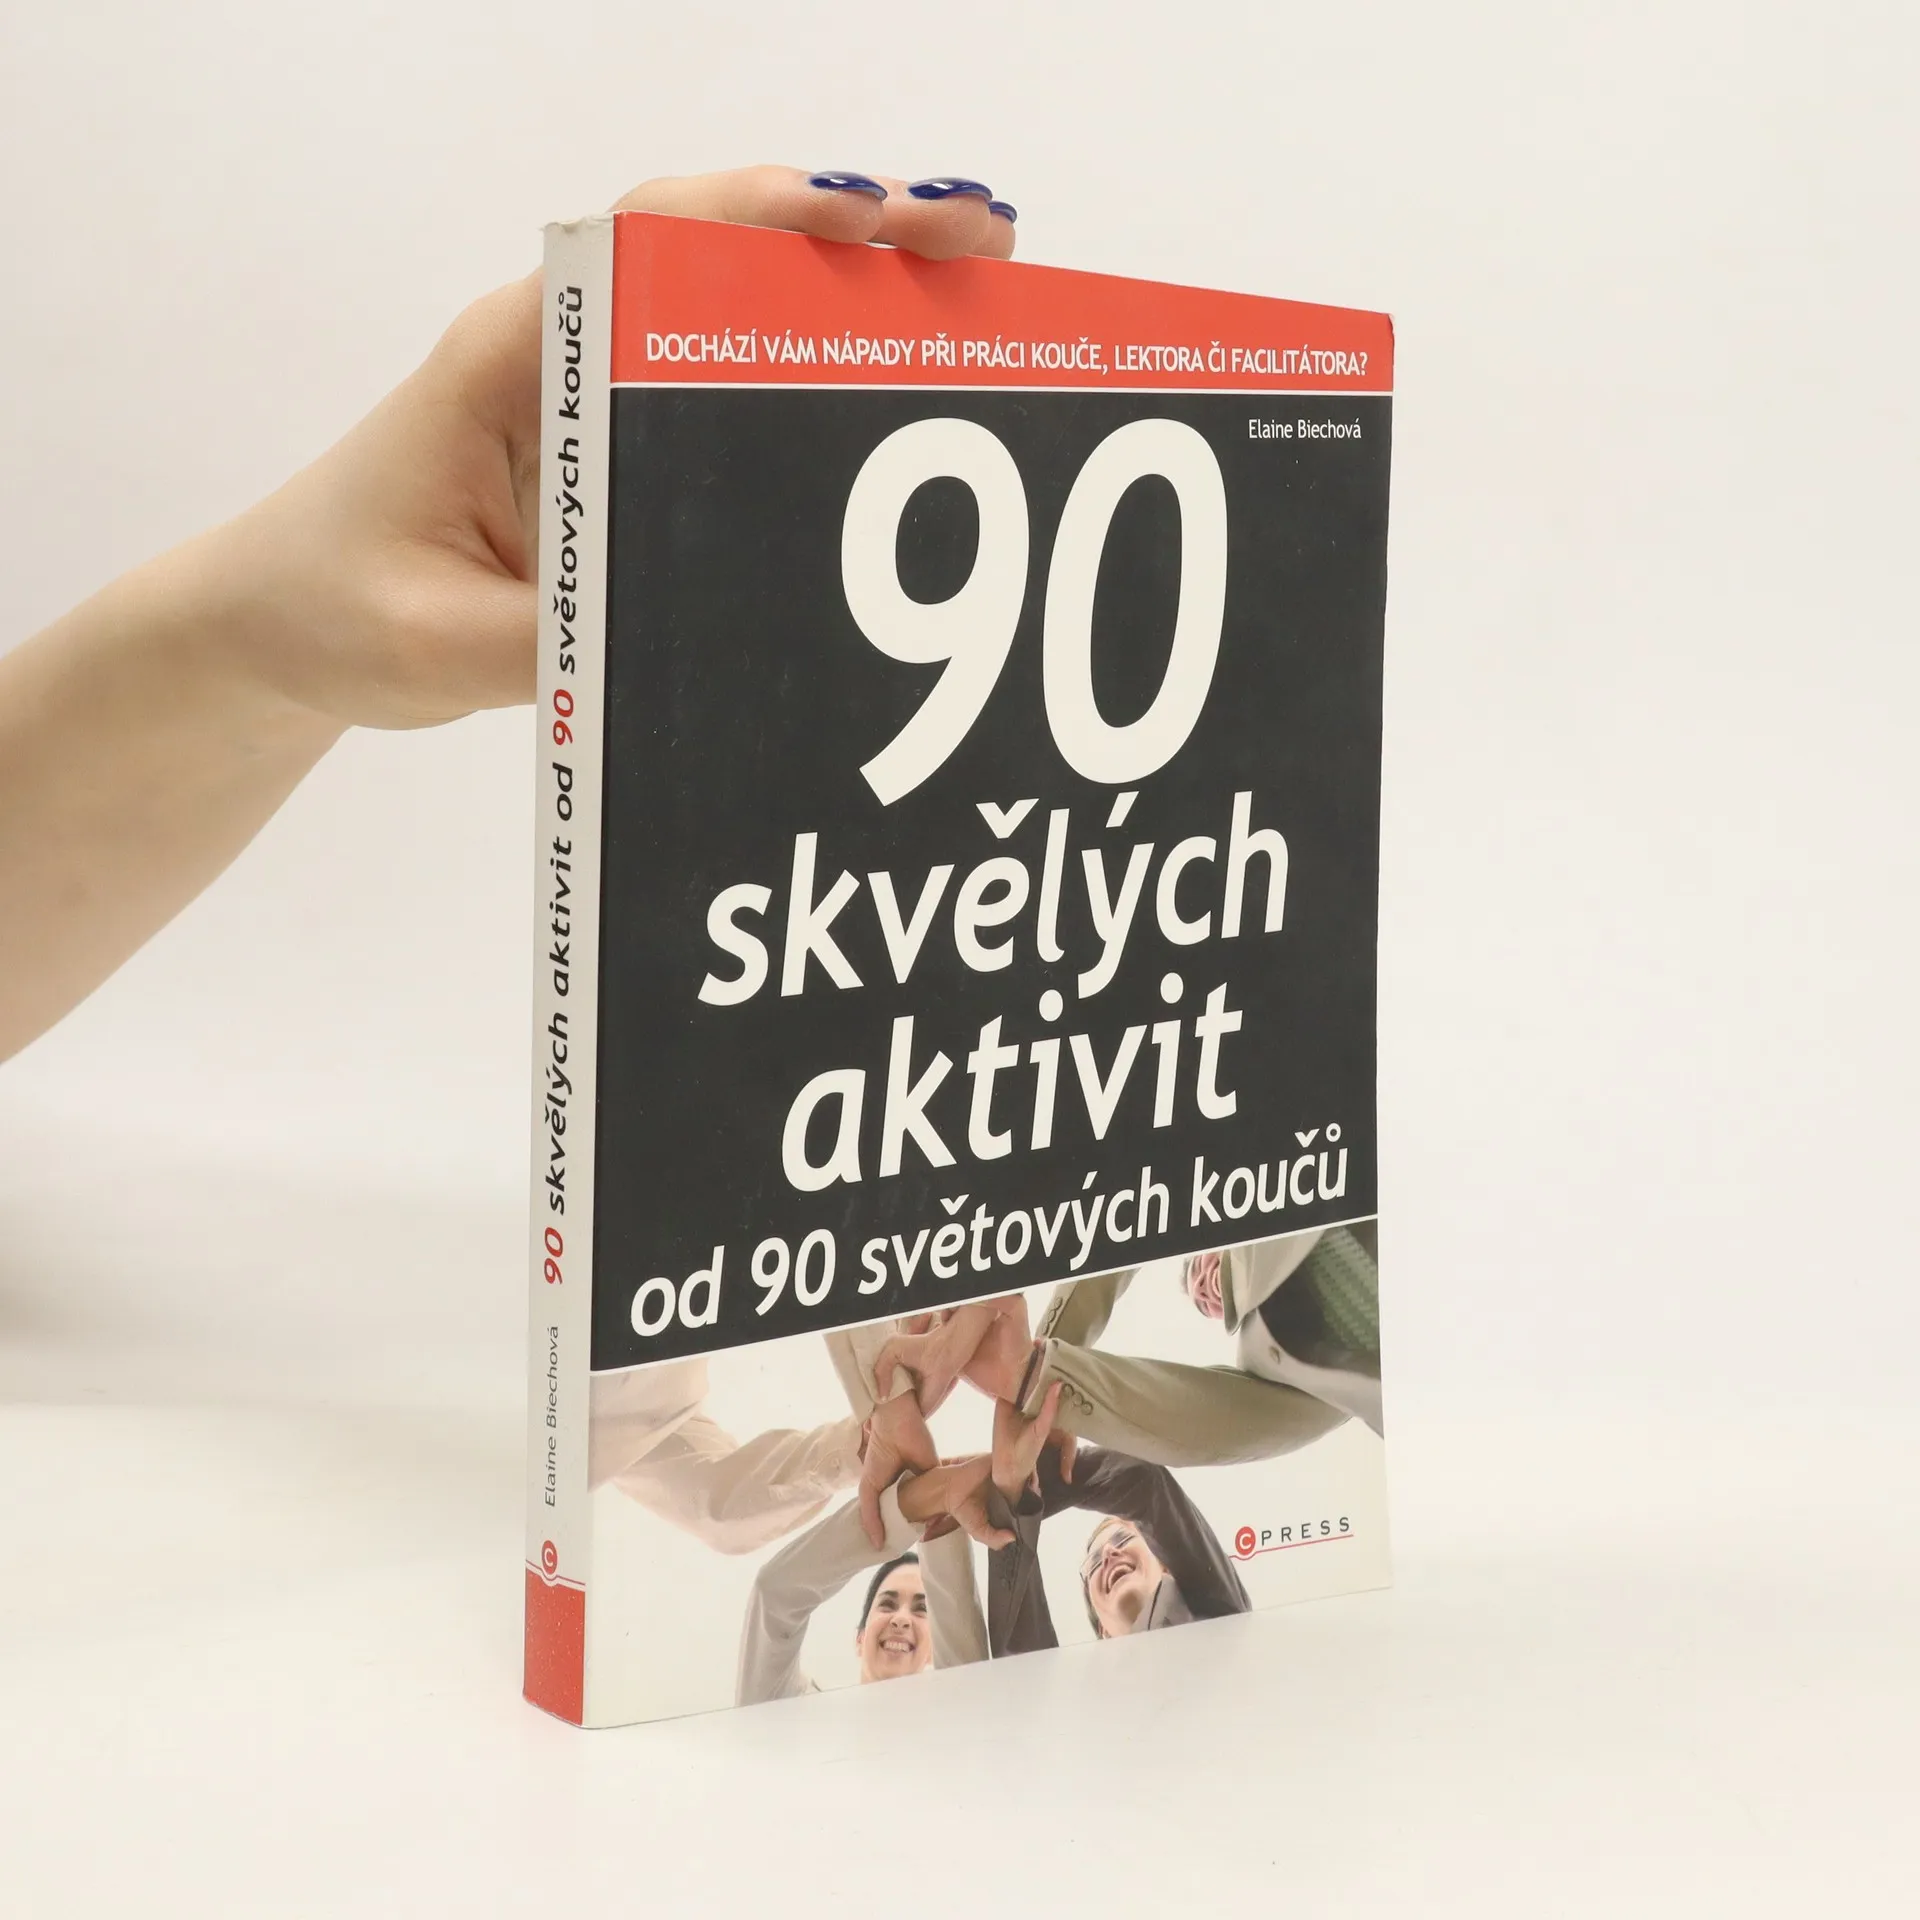 90 skvělých aktivit od 90 světových koučů
Elaine Biechová
C
DOCHÁZÍ VÁM NÁPADY PŘI PRÁCI KOUČE, LEKTORA ČI FACILITÁTORA?
Elaine Biechová
90
skvělých
aktivit
od 90 světových koučů
CPRESS